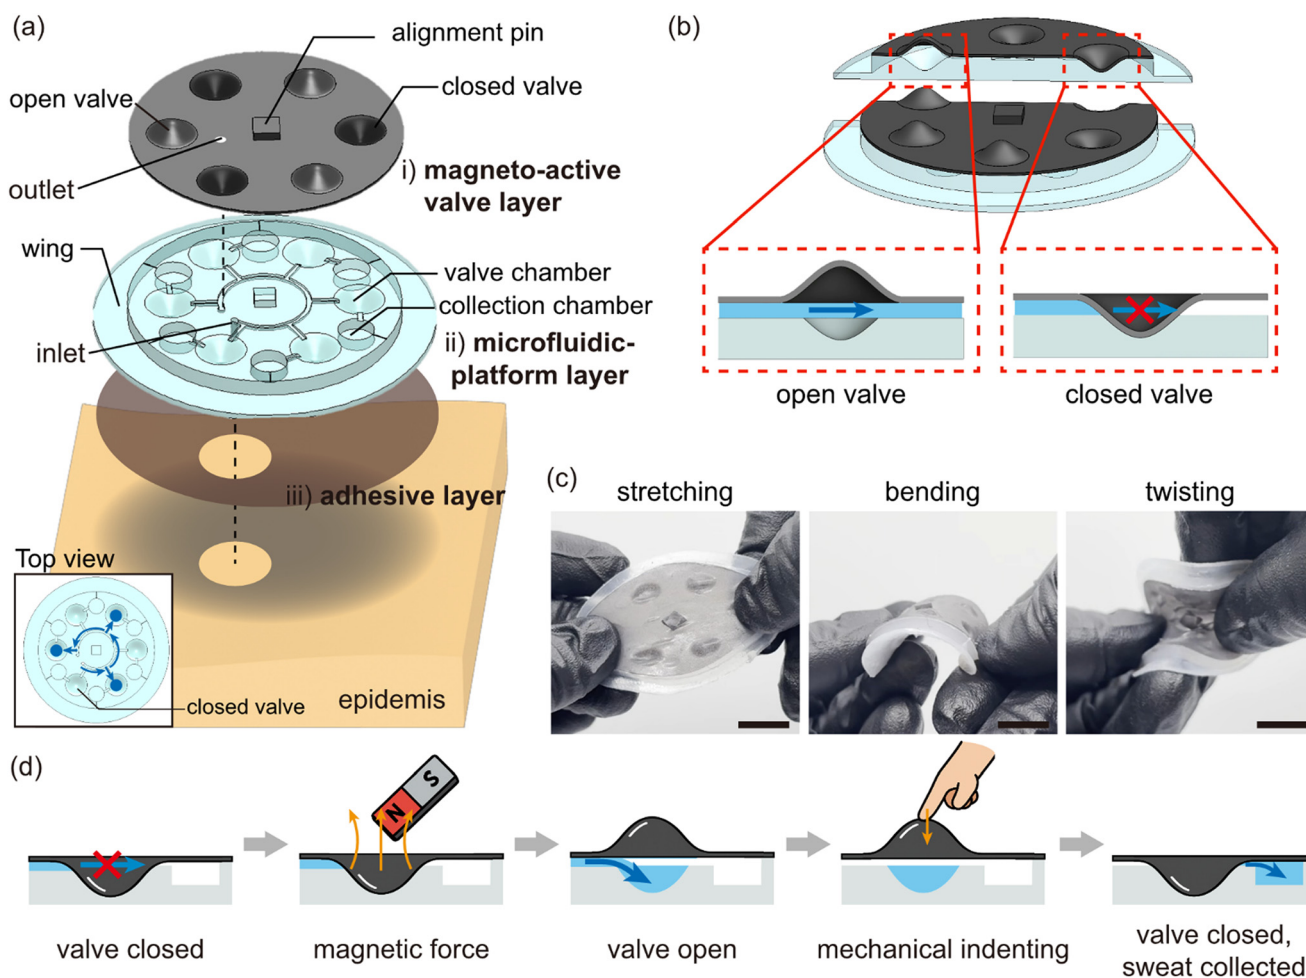 (a)
alignment pin
open valve
closed valve
outlet
i) magneto-active
valve layer
wing
valve chamber
collection chamber
inlet
ii) microfluidic-
platform layer
iii) adhesive layer
Top view
closed valve
epidemis
(b)
open valve
closed valve
(c)
stretching
bending
twisting
(d)
N
S
valve closed
magnetic force
valve open
mechanical indenting
valve closed,
sweat collected